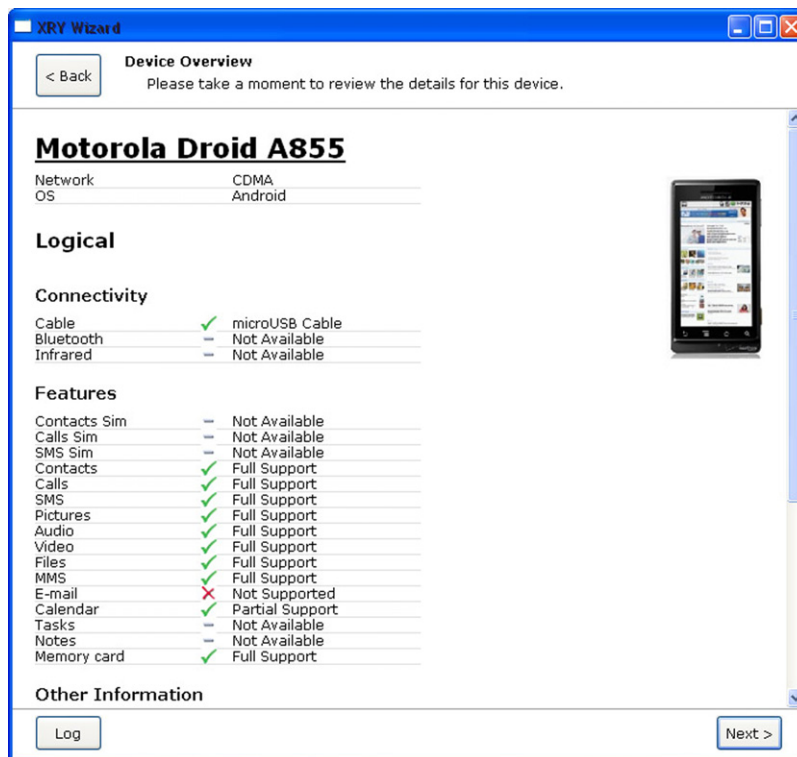 XRY Wizard
< Back
Device Overview
Please take a moment to review the details for this device.
Motorola Droid A855
Network CDMA
OS Android
Logical
Connectivity
Cable microUSB Cable
Bluetooth Not Available
Infrared Not Available
Features
Contacts Sim Not Available
Calls Sim Not Available
SMS Sim Not Available
Contacts Full Support
Calls Full Support
SMS Full Support
Pictures Full Support
Audio Full Support
Video Full Support
Files Full Support
MMS Full Support
E-mail Not Supported
Calendar Partial Support
Tasks Not Available
Notes Not Available
Memory card Full Support
Other Information
Log
Next >